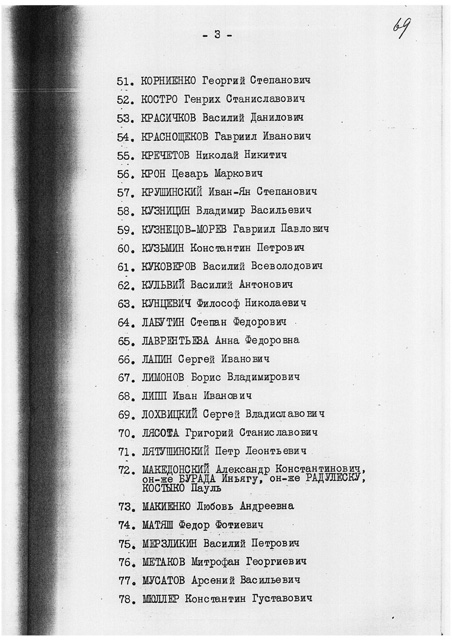 - 3 -
69
51. КОРНИЕНКО Георгий Степанович
52. КОСТРО Генрих Станиславович
53. КРАСИЧКОВ Василий Данилович
54. КРАСНОЩЕКОВ Гавриил Иванович
55. КРЕЧЕТОВ Николай Никитич
56. КРОН Цезарь Маркович
57. КРУШИНСКИЙ Иван-Ян Степанович
58. КУЗНИЦИН Владимир Васильевич
59. КУЗНЕЦОВ-МОРЕВ Гавриил Павлович
60. КУЗЬМИН Константин Петрович
61. КУКОВЕРОВ Василий Всеволодович
62. КУЛЬВИЙ Василий Антонович
63. КУНЦЕВИЧ Философ Николаевич
64. ЛАБУТИН Степан Федорович
65. ЛАВРЕНТЬЕВА Анна Федоровна
66. ЛАПИН Сергей Иванович
67. ЛИМОНОВ Борис Владимирович
68. ЛИПП Иван Иванович
69. ЛОХВИЦКИЙ Сергей Владиславович
70. ЛЯСОТА Григорий Станиславович
71. ЛЯТУШИНСКИЙ Петр Леонтьевич
72. МАКЕДОНСКИЙ Александр Константинович,
он-же БУРАДА Иньягу, он-же РАДУЛЕСКУ,
КОСТЫКО Пауль
73. МАКИЕНКО Любовь Андреевна
74. МАТЯШ Федор Фотиевич
75. МЕРЗЛИКИН Василий Петрович
76. МЕТАКОВ Митрофан Георгиевич
77. МУСАТОВ Арсений Васильевич
78. МЮЛЛЕР Константин Густавович